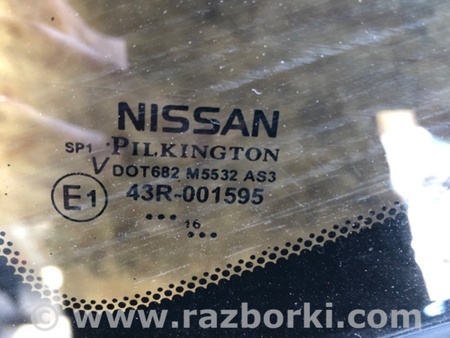 NISSAN
SP1 PILKINGTON
V
DOT682 M5532 AS3
E1 43R-001595
... 16 ...
© www.razborki.com